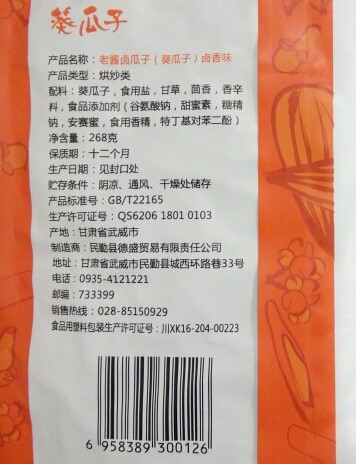 葵瓜子
产品名称：老酱卤瓜子（葵瓜子）卤香味
产品类型：烘炒类
配料：葵瓜子，食用盐，甘草，茴香，香辛
料，食品添加剂（谷氨酸钠，甜蜜素，糖精
钠，安赛蜜，食用香精，特丁基对苯二酚）
净含量：268克
保质期：十二个月
生产日期：见封口处
贮存条件：阴凉、通风、干燥处储存
产品标准号：GB/T22165
生产许可证号：QS6206 1801 0103
产地：甘肃省武威市
制造商：民勤县德盛贸易有限责任公司
地址：甘肃省武威市民勤县城西环路巷33号
电话：0935-4121221
邮编：733399
销售热线：028-85150929
食品用塑料包装生产许可证号：川XK16-204-00223
6 958389 300126